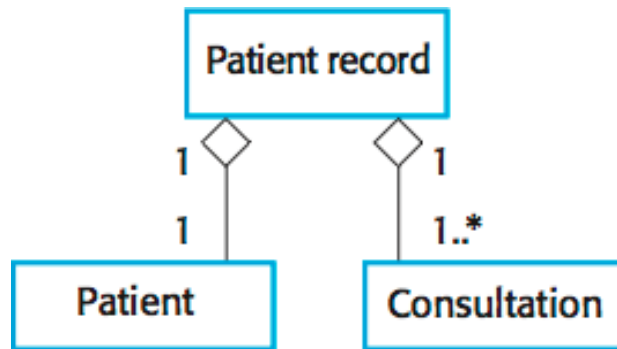 Patient record
1 1
1 1..*
Patient Consultation